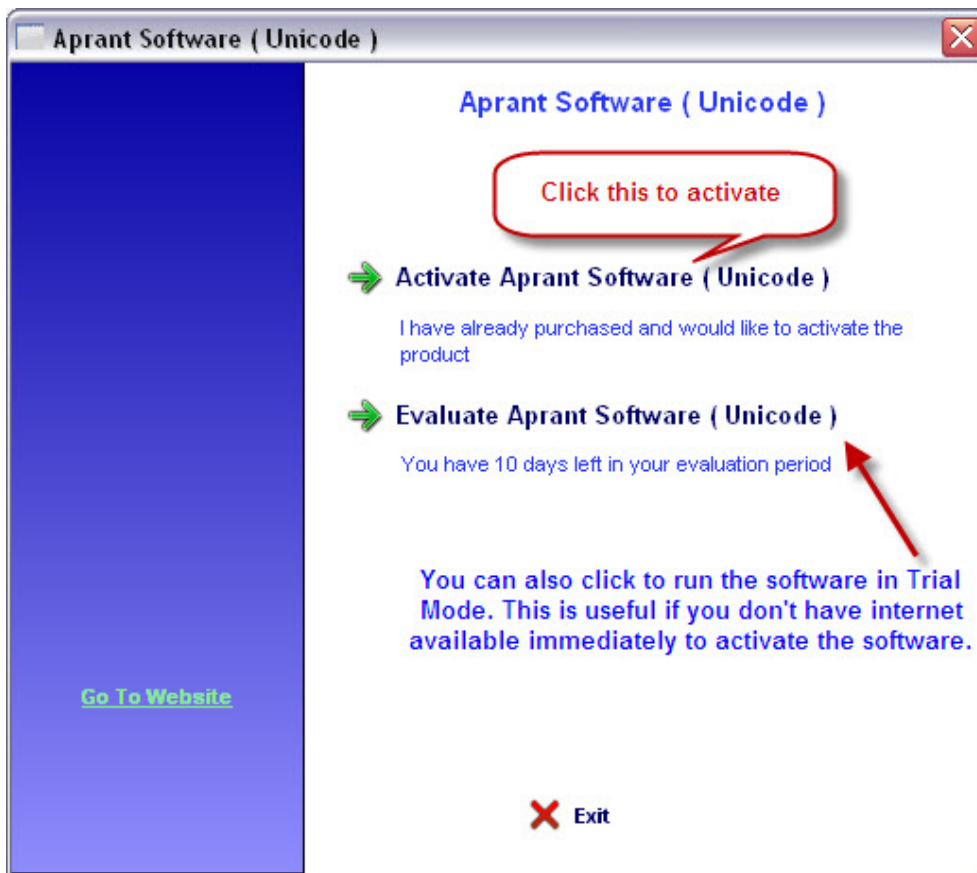 Aprant Software ( Unicode )
Aprant Software ( Unicode )
Click this to activate
Activate Aprant Software ( Unicode )
I have already purchased and would like to activate the
product
Evaluate Aprant Software ( Unicode )
You have 10 days left in your evaluation period
You can also click to run the software in Trial
Mode. This is useful if you don't have internet
available immediately to activate the software.
Go To Website
Exit